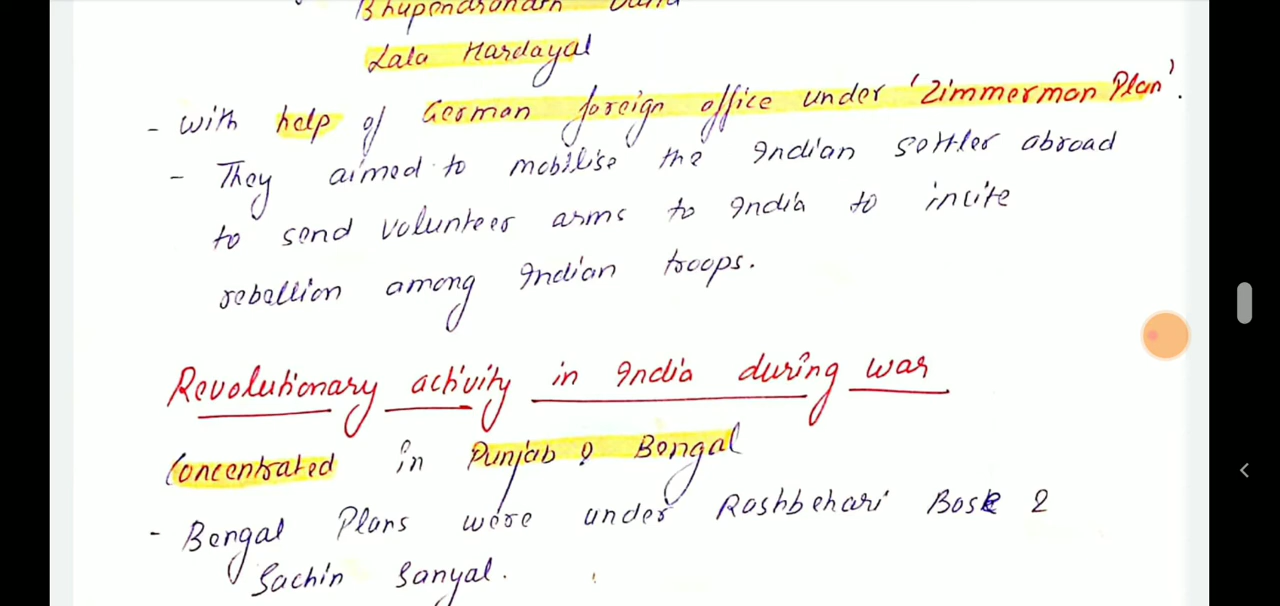 Lala Hardayal
- With help of German foreign office under 'Zimmerman Plan'.
- They aimed to mobilise the Indian settler abroad
to send volunteer arms to India to incite
rebellion among Indian troops.
Revolutionary activity in India during war
Concentrated in Punjab & Bengal
- Bengal Plans were under Rashbehari Bose &
Sachin Sanyal.